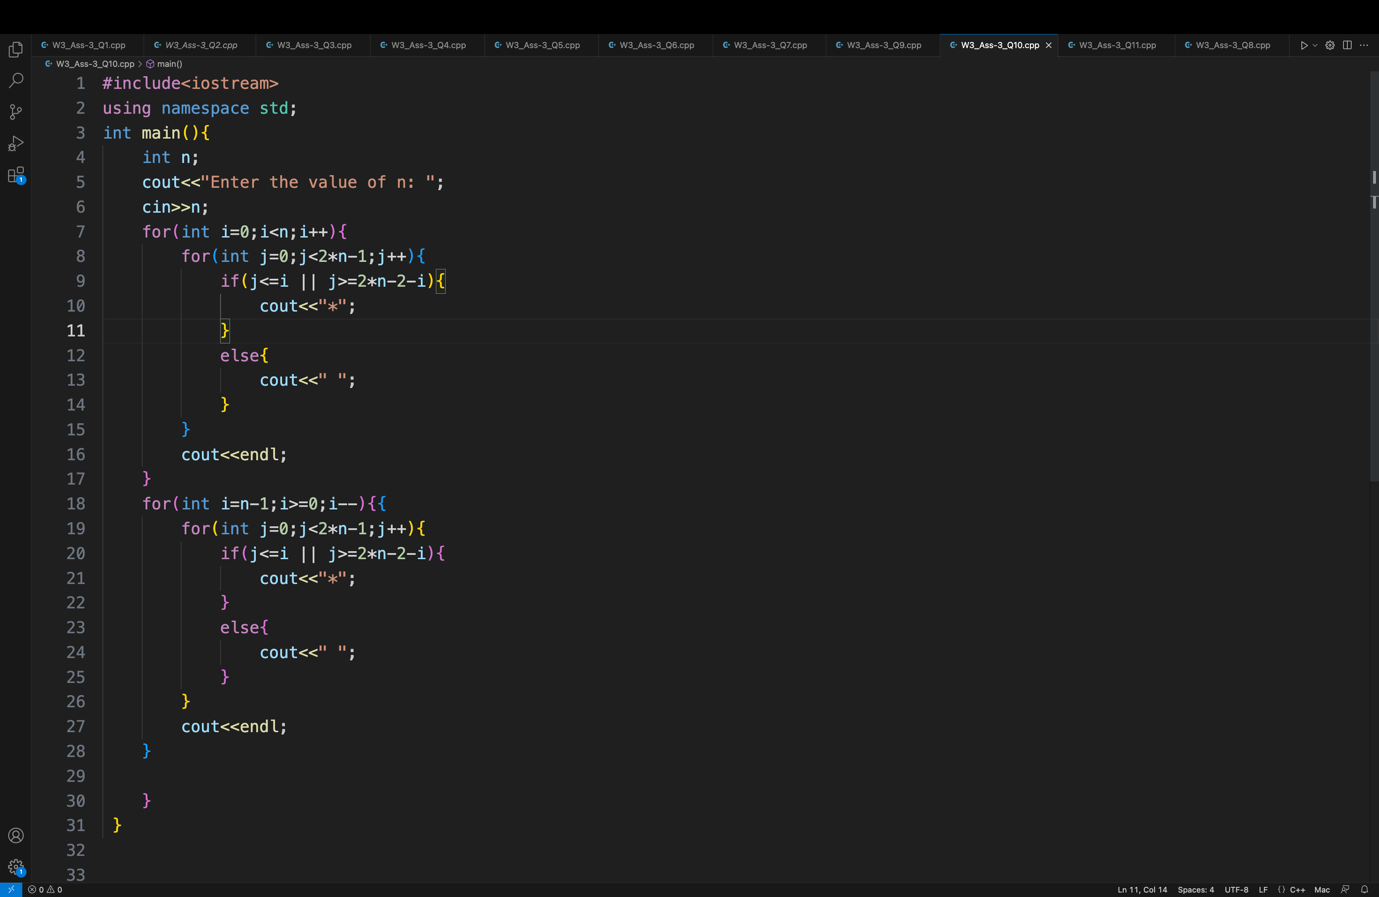 W3_Ass-3_Q1.cpp W3_Ass-3_Q2.cpp W3_Ass-3_Q3.cpp W3_Ass-3_Q4.cpp W3_Ass-3_Q5.cpp W3_Ass-3_Q6.cpp W3_Ass-3_Q7.cpp W3_Ass-3_Q9.cpp W3_Ass-3_Q10.cpp W3_Ass-3_Q11.cpp W3_Ass-3_Q8.cpp
W3_Ass-3_Q10.cpp > main()
1 #include<iostream>
2 using namespace std;
3 int main(){
4     int n;
5     cout<<"Enter the value of n: ";
6     cin>>n;
7     for(int i=0;i<n;i++){
8         for(int j=0;j<2*n-1;j++){
9             if(j<=i || j>=2*n-2-i){
10                 cout<<"*";
11             }
12             else{
13                 cout<<" ";
14             }
15         }
16         cout<<endl;
17     }
18     for(int i=n-1;i>=0;i--){{
19         for(int j=0;j<2*n-1;j++){
20             if(j<=i || j>=2*n-2-i){
21                 cout<<"*";
22             }
23             else{
24                 cout<<" ";
25             }
26         }
27         cout<<endl;
28     }
29
30     }
31  }
32
33
1
1
0 0 Ln 11, Col 14 Spaces: 4 UTF-8 LF {} C++ Mac